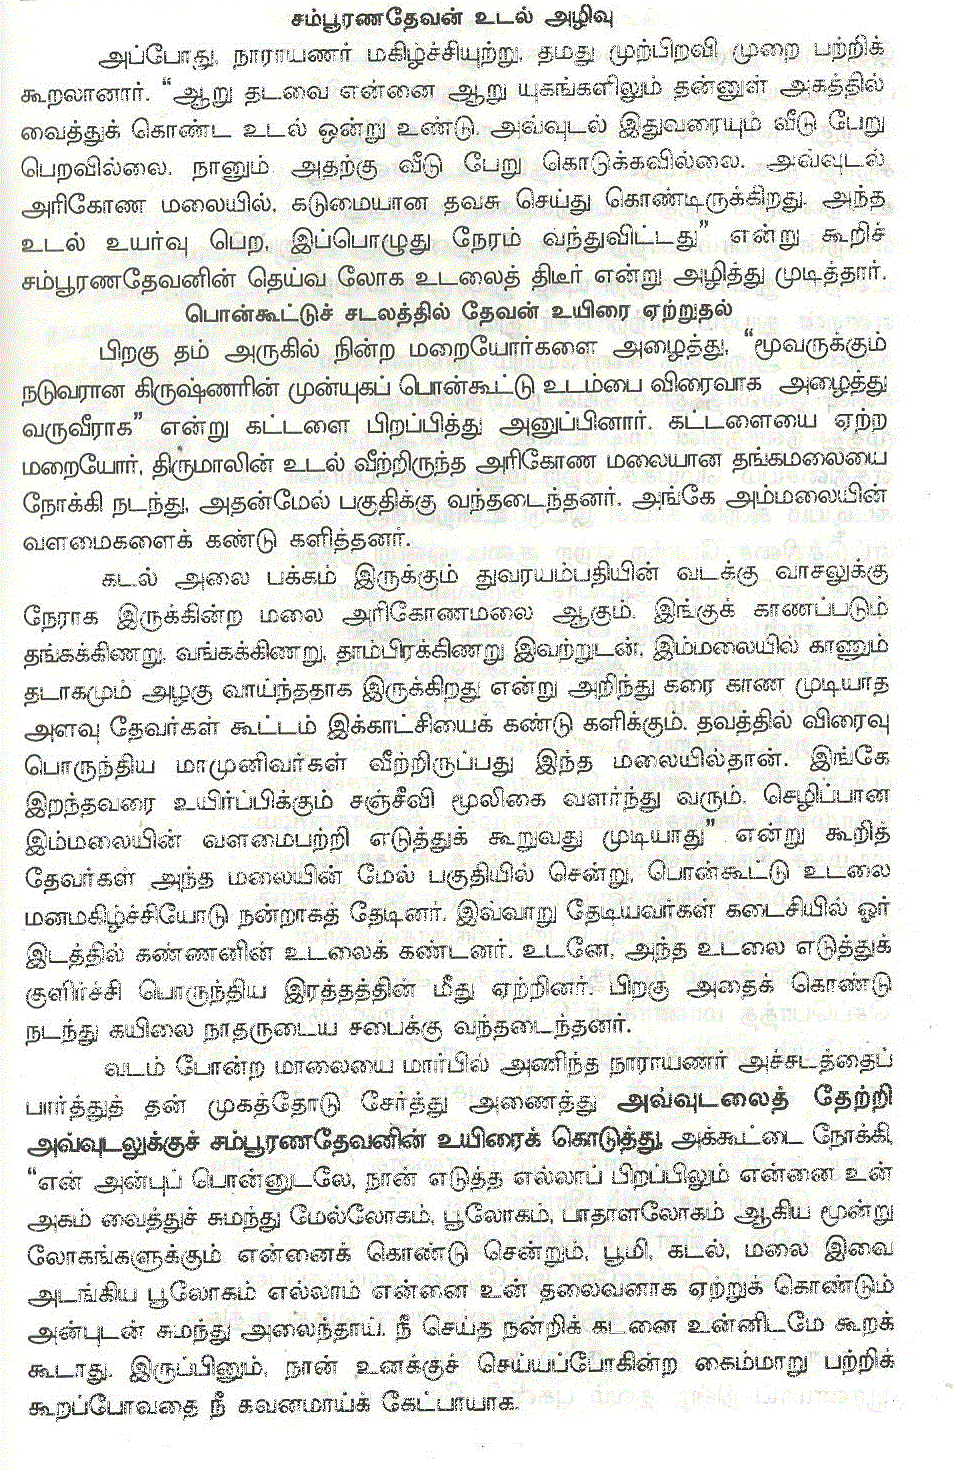 சம்பூரணதேவன் உடல் அழிவு
அப்போது, நாராயணர் மகிழ்ச்சியுற்று, தமது முற்பிறவி முறை பற்றிக்
கூறலானார். “ஆறு தடவை என்னை ஆறு யுகங்களிலும் தன்னுள் அகத்தில்
வைத்துக் கொண்ட உடல் ஒன்று உண்டு. அவ்வுடல் இதுவரையும் வீடு பேறு
பெறவில்லை. நானும் அதற்கு வீடு பேறு கொடுக்கவில்லை. அவ்வுடல்
அரிகோண மலையில், கடுமையான தவசு செய்து கொண்டிருக்கிறது. அந்த
உடல் உயர்வு பெற, இப்பொழுது நேரம் வந்துவிட்டது” என்று கூறிச்
சம்பூரணதேவனின் தெய்வ லோக உடலைத் திடீர் என்று அழித்து முடித்தார்.
பொன்கூட்டுச் சடலத்தில் தேவன் உயிரை ஏற்றுதல்
பிறகு தம் அருகில் நின்ற மறையோர்களை அழைத்து, “மூவருக்கும்
நடுவரான கிருஷ்ணரின் முன்யுகப் பொன்கூட்டு உடம்பை விரைவாக அழைத்து
வருவீராக” என்று கட்டளை பிறப்பித்து அனுப்பினார். கட்டளையை ஏற்ற
மறையோர், திருமாலின் உடல் வீற்றிருந்த அரிகோண மலையான தங்கமலையை
நோக்கி நடந்து, அதன்மேல் பகுதிக்கு வந்தடைந்தனர். அங்கே அம்மலையின்
வளமைகளைக் கண்டு களித்தனர்.
கடல் அலை பக்கம் இருக்கும் துவரயம்பதியின் வடக்கு வாசலுக்கு
நேராக இருக்கின்ற மலை அரிகோணமலை ஆகும். இங்குக் காணப்படும்
தங்கக்கிணறு, வங்கக்கிணறு, தாம்பிரக்கிணறு இவற்றுடன், இம்மலையில் காணும்
தடாகமும் அழகு வாய்ந்ததாக இருக்கிறது என்று அறிந்து கரை காண முடியாத
அளவு தேவர்கள் கூட்டம் இக்காட்சியைக் கண்டு களிக்கும். தவத்தில் விரைவு
பொருந்திய மாமுனிவர்கள் வீற்றிருப்பது இந்த மலையில்தான். இங்கே
இறந்தவரை உயிர்ப்பிக்கும் சஞ்சீவி மூலிகை வளர்ந்து வரும். செழிப்பான
இம்மலையின் வளமைபற்றி எடுத்துக் கூறுவது முடியாது” என்று கூறித்
தேவர்கள் அந்த மலையின் மேல் பகுதியில் சென்று, பொன்கூட்டு உடலை
மனமகிழ்ச்சியோடு நன்றாகத் தேடினர். இவ்வாறு தேடியவர்கள் கடைசியில் ஓர்
இடத்தில் கண்ணனின் உடலைக் கண்டனர். உடனே, அந்த உடலை எடுத்துக்
குளிர்ச்சி பொருந்திய இரத்தத்தின் மீது ஏற்றினர். பிறகு அதைக் கொண்டு
நடந்து கயிலை நாதருடைய சபைக்கு வந்தடைந்தனர்.
வடம் போன்ற மாலையை மார்பில் அணிந்த நாராயணர் அச்சடத்தைப்
பார்த்துத் தன் முகத்தோடு சேர்த்து அணைத்து அவ்வுடலைத் தேற்றி
அவ்வுடலுக்குச் சம்பூரணதேவனின் உயிரைக் கொடுத்து, அக்கூட்டை நோக்கி,
“என் அன்புப் பொன்னுடலே, நான் எடுத்த எல்லாப் பிறப்பிலும் என்னை உன்
அகம் வைத்துச் சுமந்து மேல்லோகம், பூலோகம், பாதாளலோகம் ஆகிய மூன்று
லோகங்களுக்கும் என்னைக் கொண்டு சென்றும், பூமி, கடல், மலை இவை
அடங்கிய பூலோகம் எல்லாம் என்னை உன் தலைவனாக ஏற்றுக் கொண்டும்
அன்புடன் சுமந்து அலைந்தாய். நீ செய்த நன்றிக் கடனை உன்னிடமே கூறக்
கூடாது. இருப்பினும், நான் உனக்குச் செய்யப்போகின்ற கைம்மாறு பற்றிக்
கூறப்போவதை நீ கவனமாய்க் கேட்பாயாக.